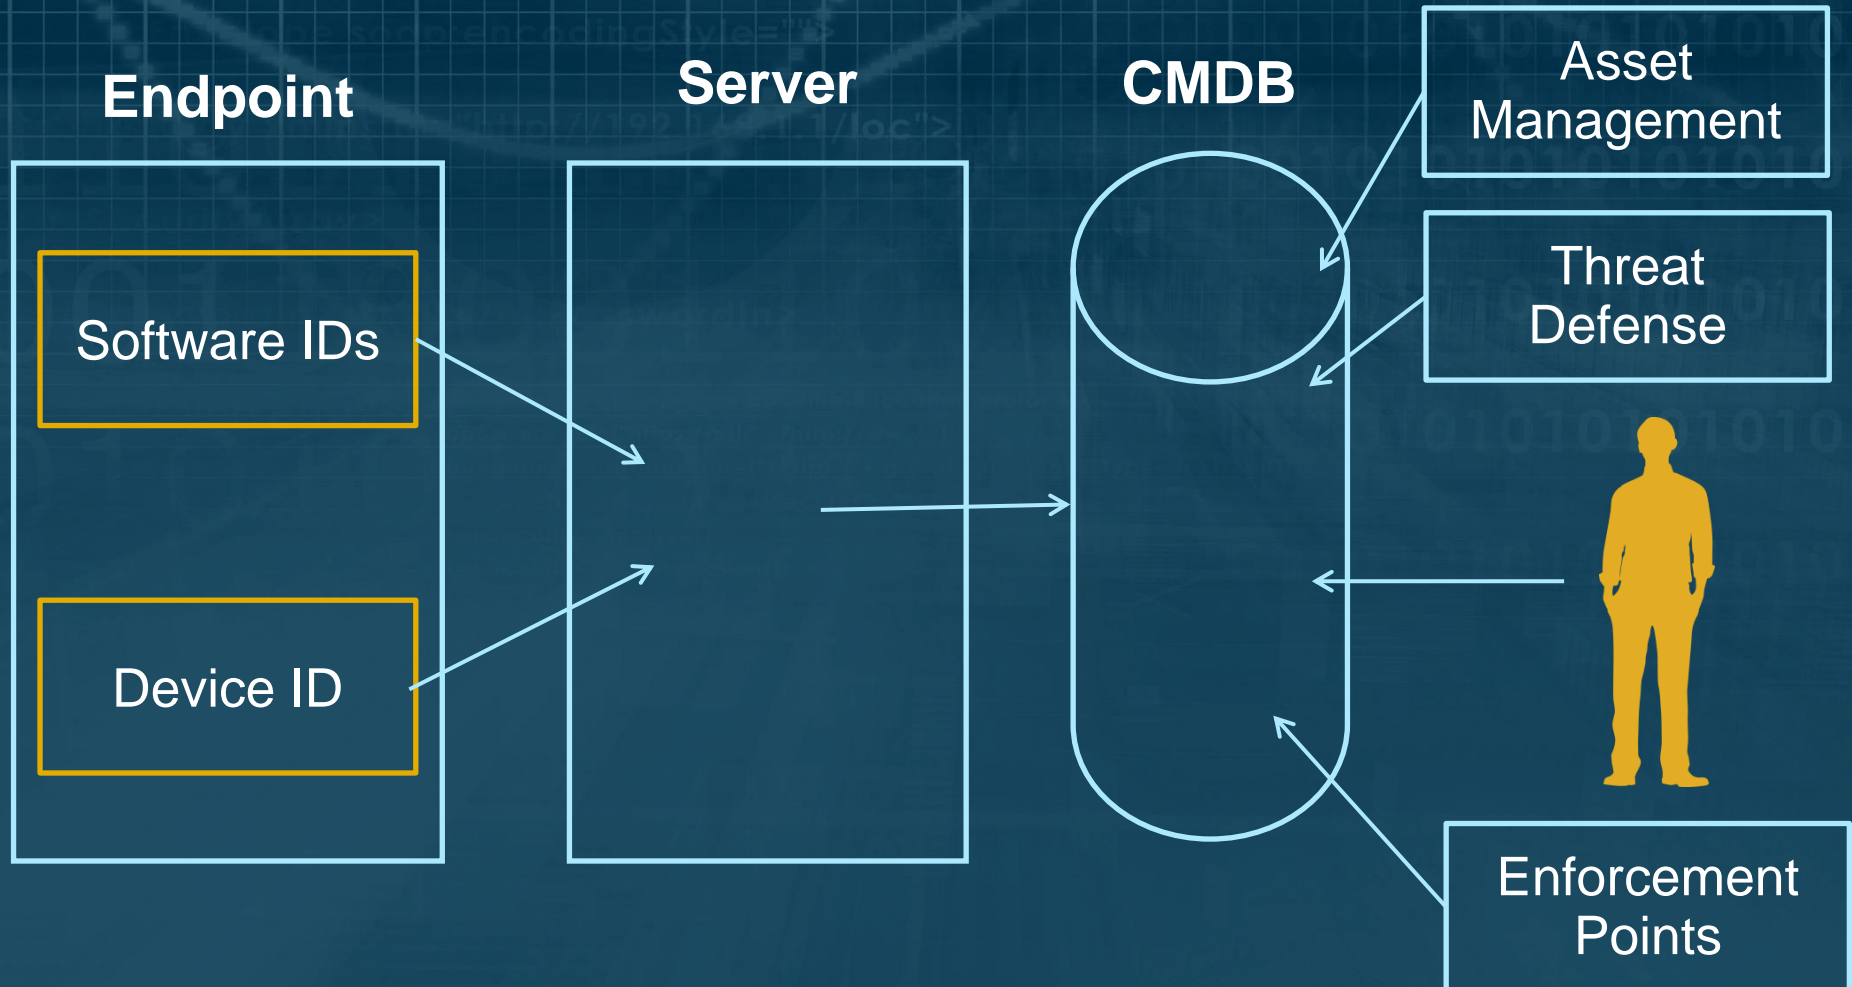 Endpoint
Server
CMDB
Asset
Management
Threat
Defense
Software IDs
Device ID
Enforcement
Points